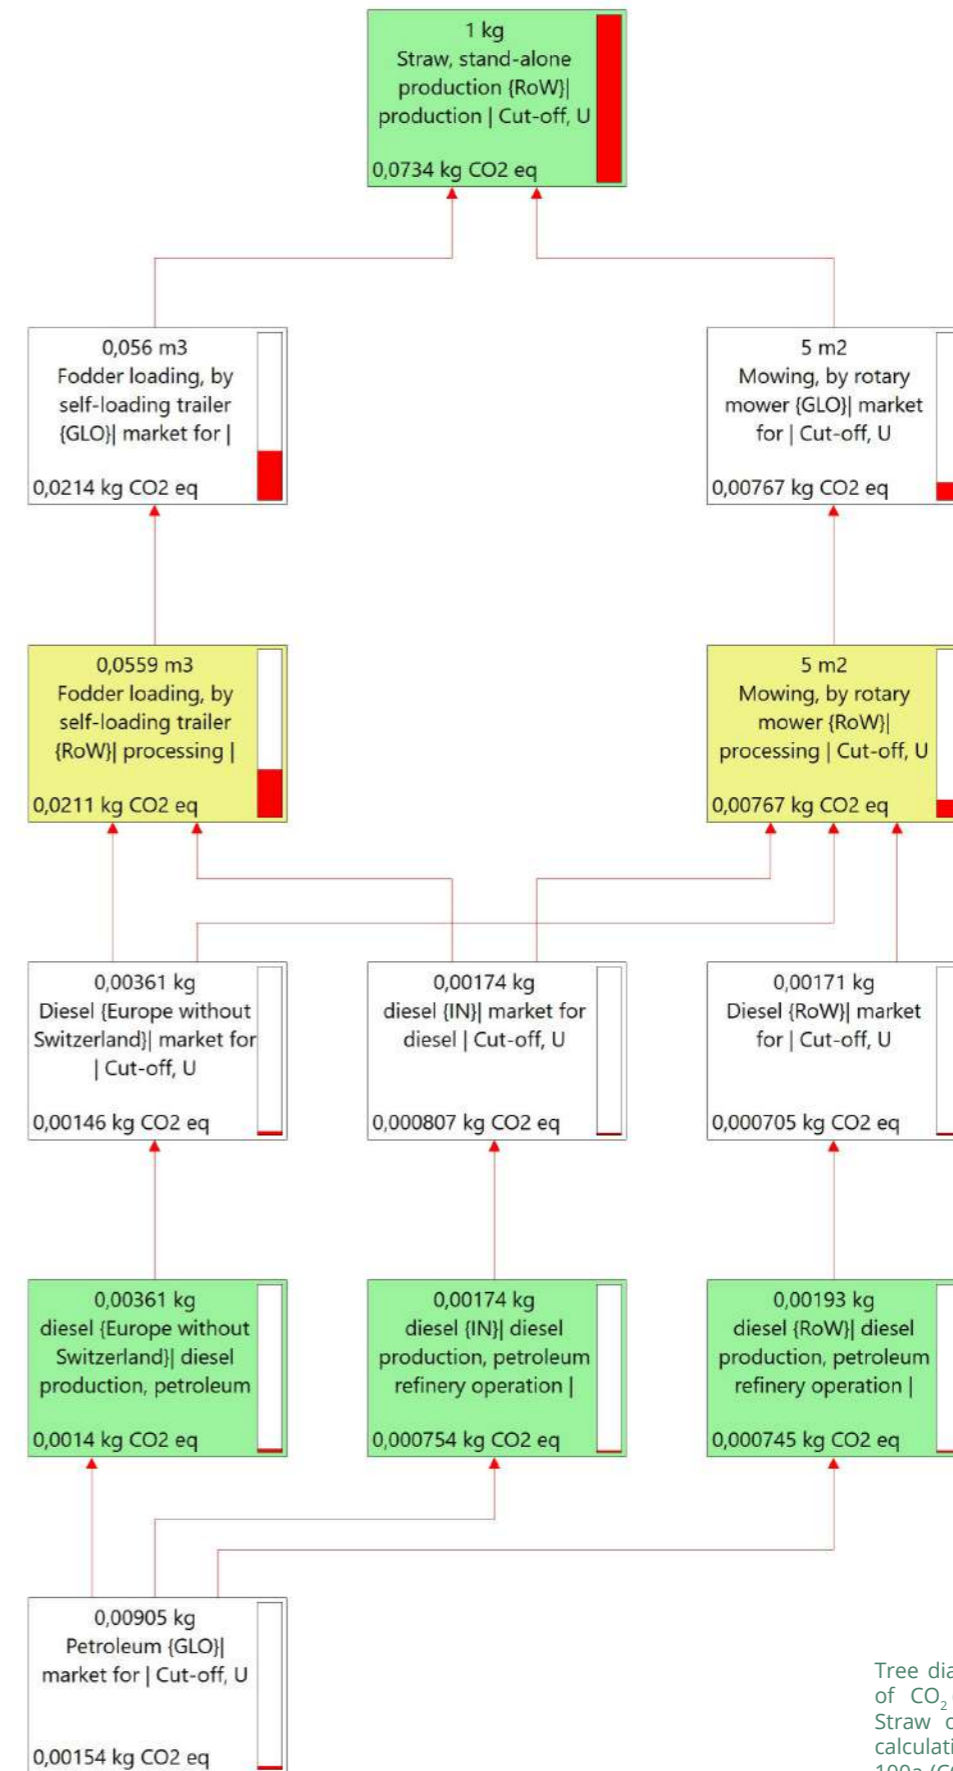 1 kg
Straw, stand-alone
production {RoW}|
production | Cut-off, U
0,0734 kg CO2 eq
0,056 m3
Fodder loading, by
self-loading trailer
{GLO}| market for |
0,0214 kg CO2 eq
5 m2
Mowing, by rotary
mower {GLO}| market
for | Cut-off, U
0,00767 kg CO2 eq
0,0559 m3
Fodder loading, by
self-loading trailer
{RoW}| processing |
0,0211 kg CO2 eq
5 m2
Mowing, by rotary
mower {RoW}|
processing | Cut-off, U
0,00767 kg CO2 eq
0,00361 kg
Diesel {Europe without
Switzerland}| market for
| Cut-off, U
0,00146 kg CO2 eq
0,00174 kg
diesel {IN}| market for
diesel | Cut-off, U
0,000807 kg CO2 eq
0,00171 kg
Diesel {RoW}| market
for | Cut-off, U
0,000705 kg CO2 eq
0,00361 kg
diesel {Europe without
Switzerland}| diesel
production, petroleum
0,0014 kg CO2 eq
0,00174 kg
diesel {IN}| diesel
production, petroleum
refinery operation |
0,000754 kg CO2 eq
0,00193 kg
diesel {RoW}| diesel
production, petroleum
refinery operation |
0,000745 kg CO2 eq
0,00905 kg
Petroleum {GLO}|
market for | Cut-off, U
0,00154 kg CO2 eq
Tree
of CO₂
Straw